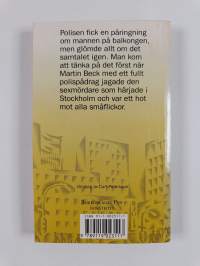 Polisen fick en påringning
om mannen på balkongen,
men glömde allt om det
samtalet igen. Man kom
att tänka på det först när
Martin Beck med ett fullt
polispådrag jagade den
sexmördare som härjade i
Stockholm och var ett hot
mot alla småflickor.